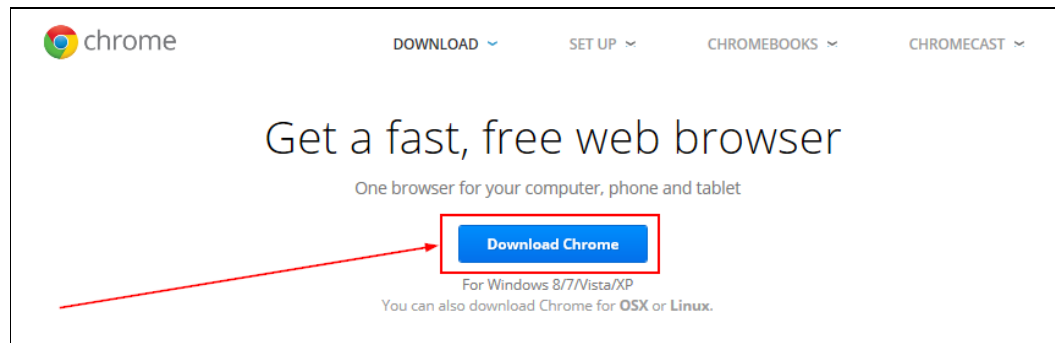 chrome
DOWNLOAD SET UP CHROMEBOOKS CHROMECAST
Get a fast, free web browser
One browser for your computer, phone and tablet
Download Chrome
For Windows 8/7/Vista/XP
You can also download Chrome for OSX or Linux.